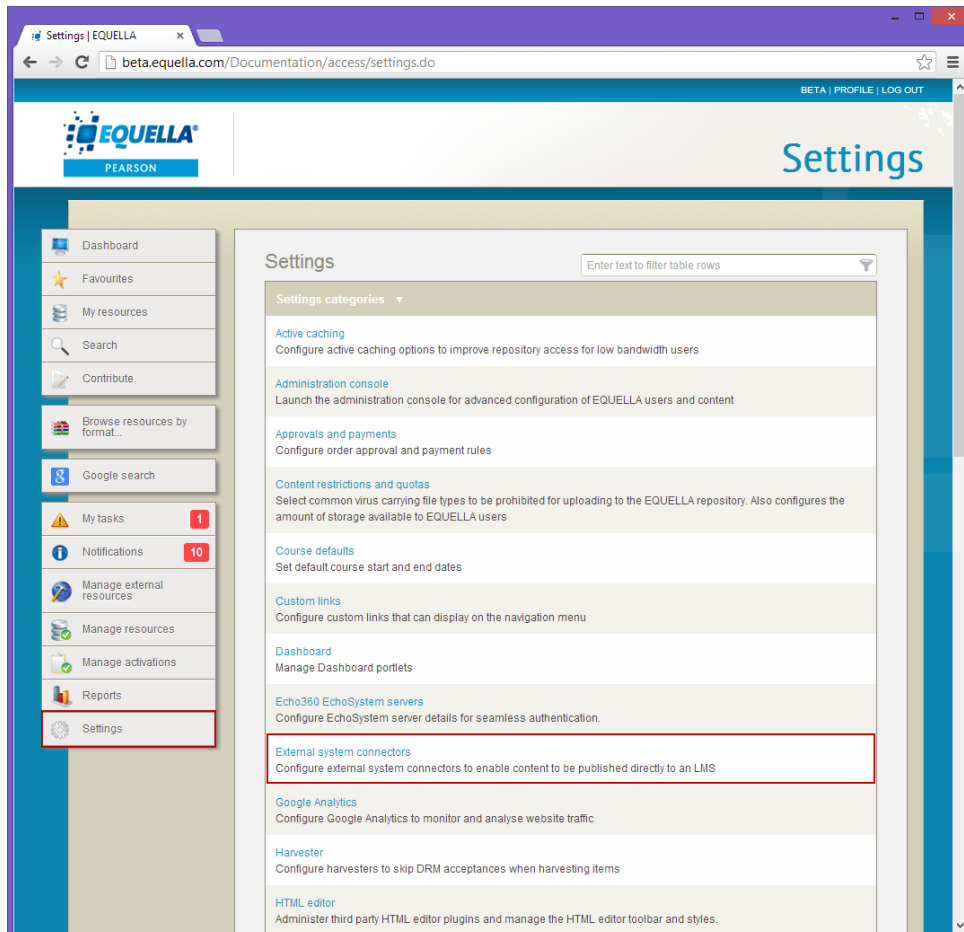 Settings | EQUELLA
beta.equella.com/Documentation/access/settings.do
BETA | PROFILE | LOG OUT
EQUELLA®
PEARSON
Settings
Dashboard
Favourites
My resources
Search
Contribute
Browse resources by
format...
8 Google search
My tasks 1
Notifications 10
Manage external
resources
Manage resources
Manage activations
Reports
Settings
Settings
Enter text to filter table rows
Settings categories
Active caching
Configure active caching options to improve repository access for low bandwidth users
Administration console
Launch the administration console for advanced configuration of EQUELLA users and content
Approvals and payments
Configure order approval and payment rules
Content restrictions and quotas
Select common virus carrying file types to be prohibited for uploading to the EQUELLA repository. Also configures the
amount of storage available to EQUELLA users
Course defaults
Set default course start and end dates
Custom links
Configure custom links that can display on the navigation menu
Dashboard
Manage Dashboard portlets
Echo360 EchoSystem servers
Configure EchoSystem server details for seamless authentication.
External system connectors
Configure external system connectors to enable content to be published directly to an LMS
Google Analytics
Configure Google Analytics to monitor and analyse website traffic
Harvester
Configure harvesters to skip DRM acceptances when harvesting items
HTML editor
Administer third party HTML editor plugins and manage the HTML editor toolbar and styles.